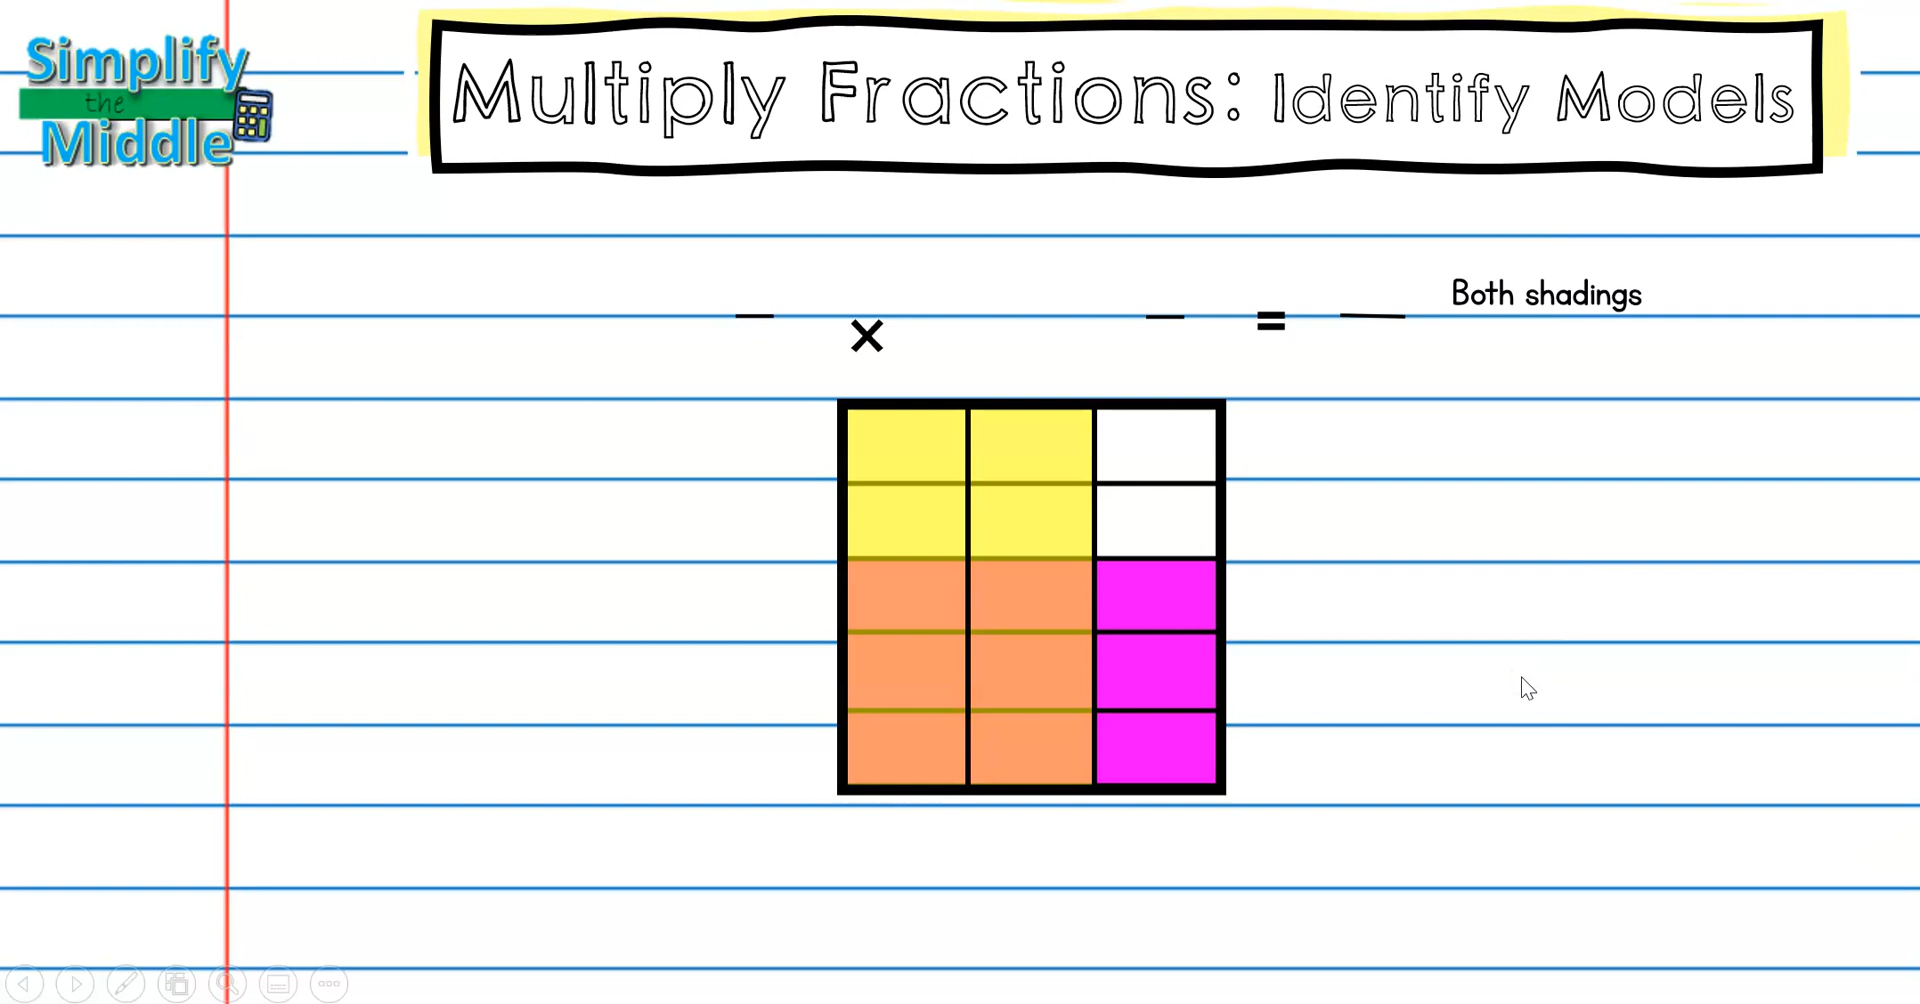 Simplify
the
Middle
Multiply Fractions: Identify Models
Both shadings
× =